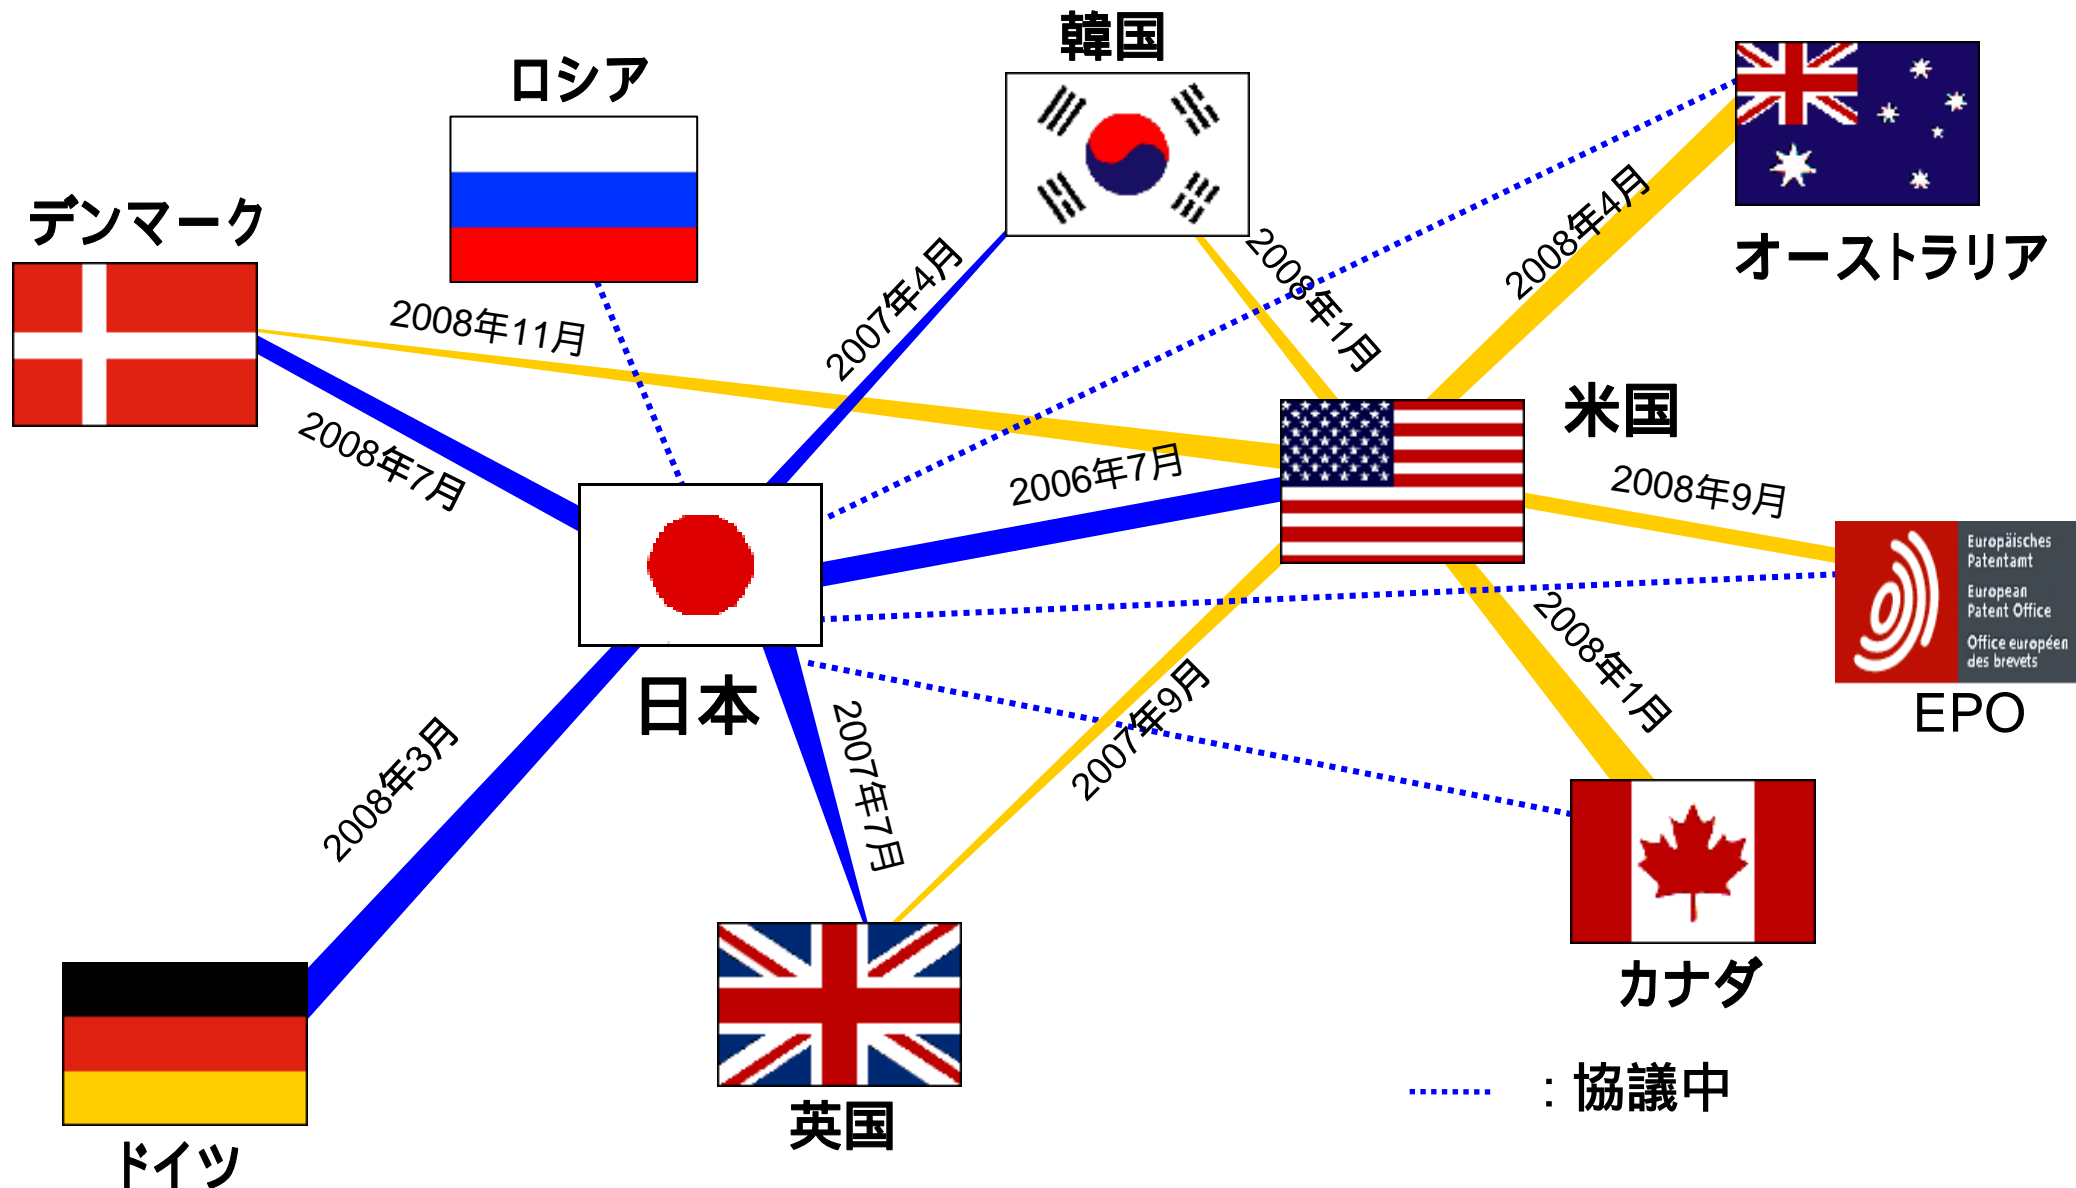 韓国
ロシア
デンマーク
オーストラリア
2008年4月
2008年1月
2007年4月
2008年11月
米国
2008年7月
2006年7月
2008年9月
Europäisches
Patentamt
European
Patent Office
Office européen
des brevets
EPO
日本
2008年1月
2007年9月
2007年7月
2008年3月
カナダ
:協議中
英国
ドイツ